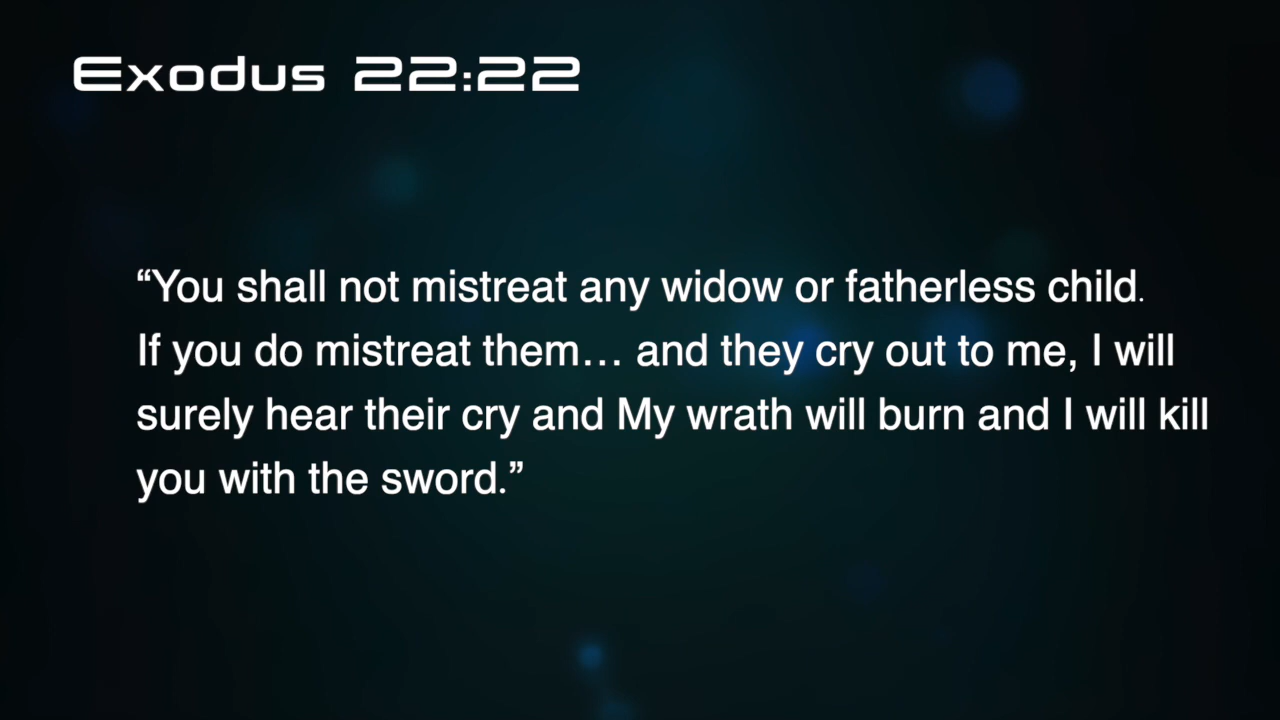 Exodus 22:22
“You shall not mistreat any widow or fatherless child.
If you do mistreat them… and they cry out to me, I will
surely hear their cry and My wrath will burn and I will kill
you with the sword.”